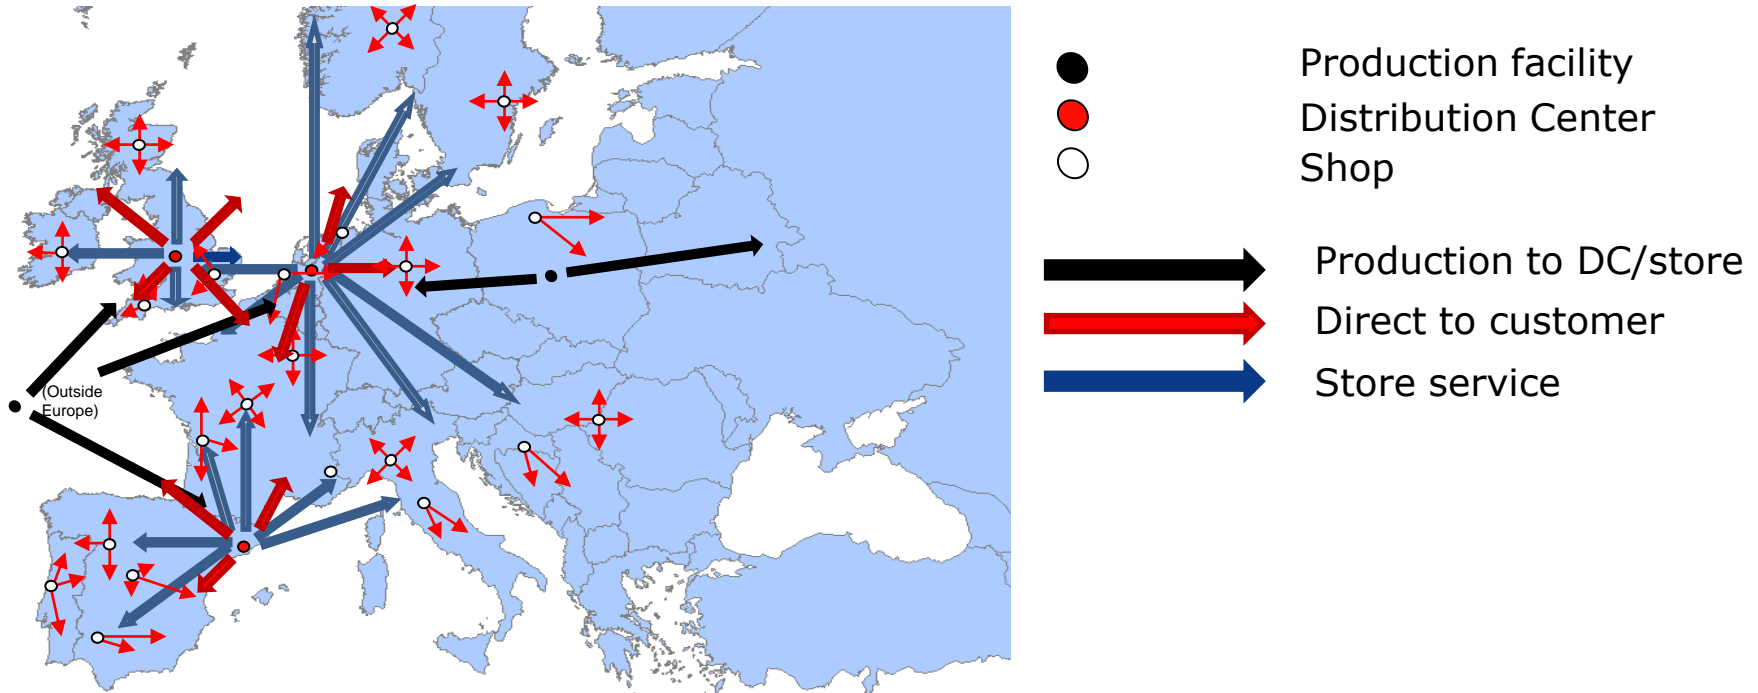 Production facility
Distribution Center
Shop
Production to DC/store
Direct to customer
Store service
(Outside
Europe)